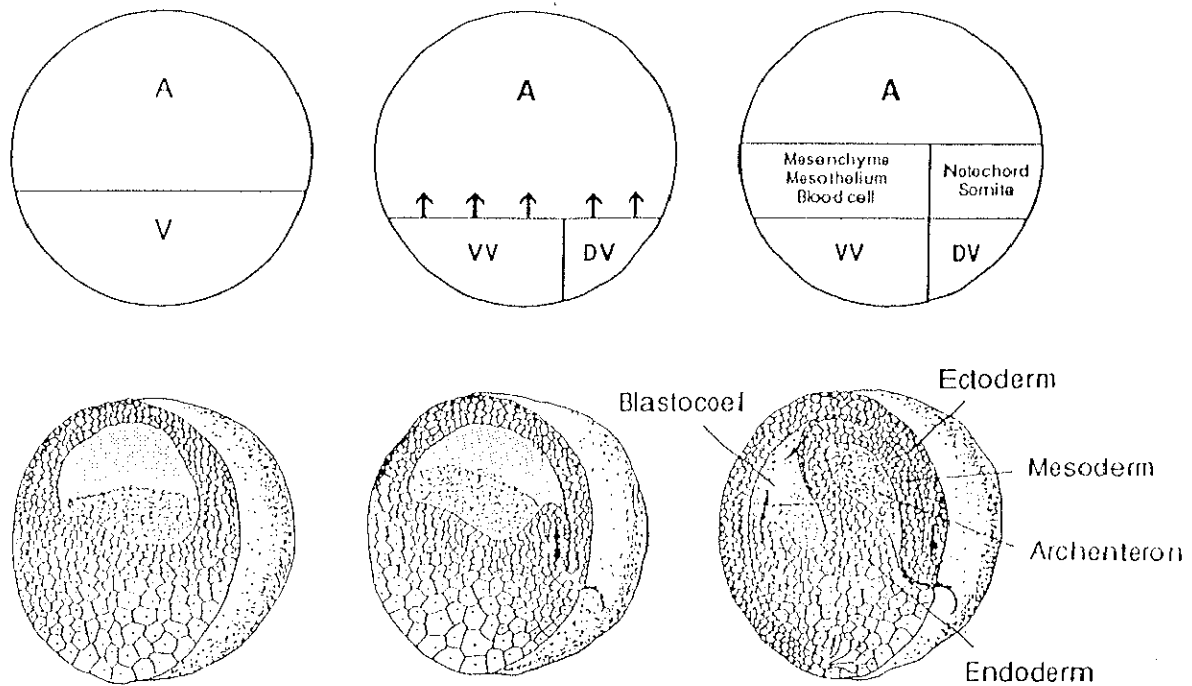 A
V
A
VV
DV
A
Mesenchyme
Mesothelium
Blood cell
Notochord
Somite
VV
DV
Blastocoel
Ectoderm
Mesoderm
Archenteron
Endoderm